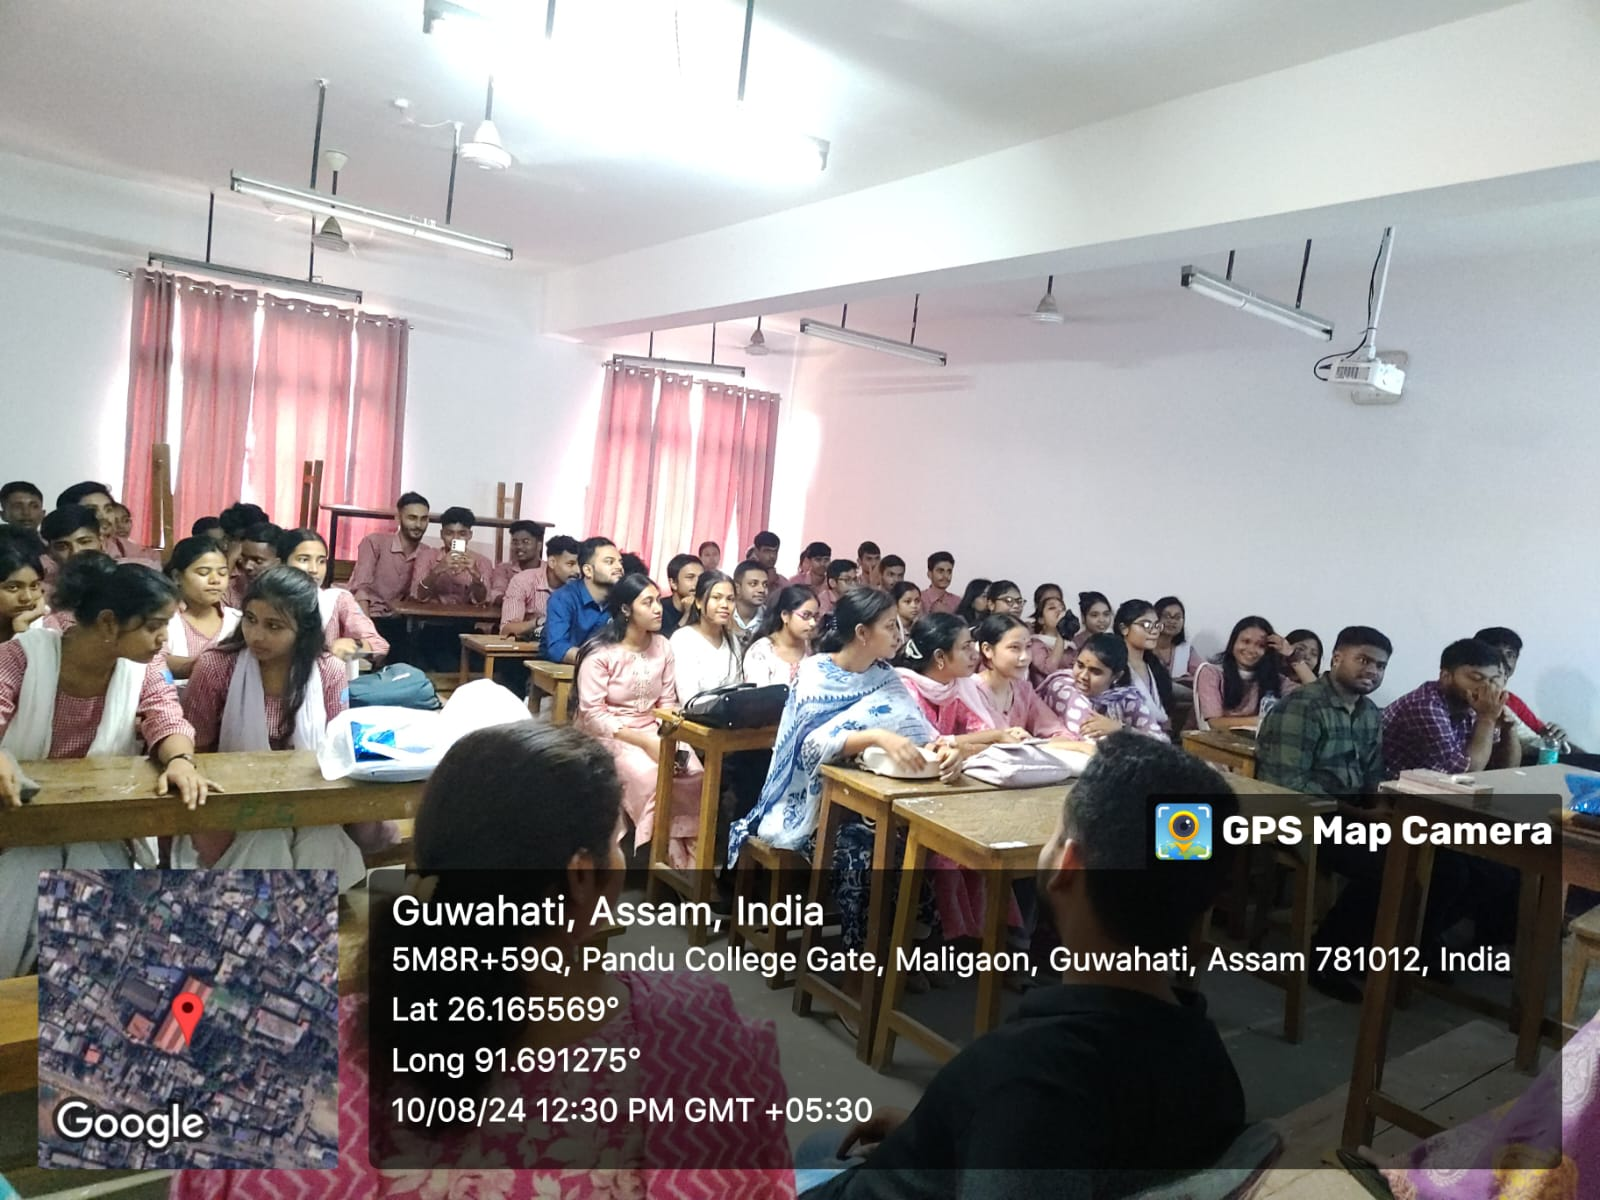 GPS Map Camera
Guwahati, Assam, India
5M8R+59Q, Pandu College Gate, Maligaon, Guwahati, Assam 781012, India
Lat 26.165569°
Long 91.691275°
10/08/24 12:30 PM GMT +05:30
Google